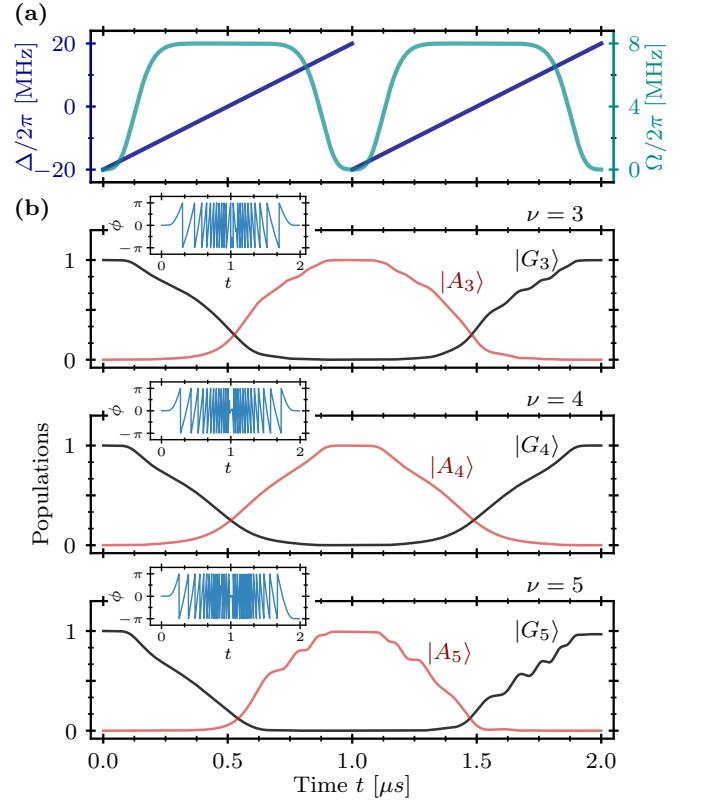 (a)
Δ/2π [MHz]
20
0
−20
Ω/2π [MHz]
8
4
0
(b)
Populations
ν = 3
|G₃⟩
|A₃⟩
1
0
ϕ
π
0
−π
0 1 2
t
ν = 4
|G₄⟩
|A₄⟩
1
0
ϕ
π
0
−π
0 1 2
t
ν = 5
|G₅⟩
|A₅⟩
1
0
ϕ
π
0
−π
0 1 2
t
0.0 0.5 1.0 1.5 2.0
Time t [μs]